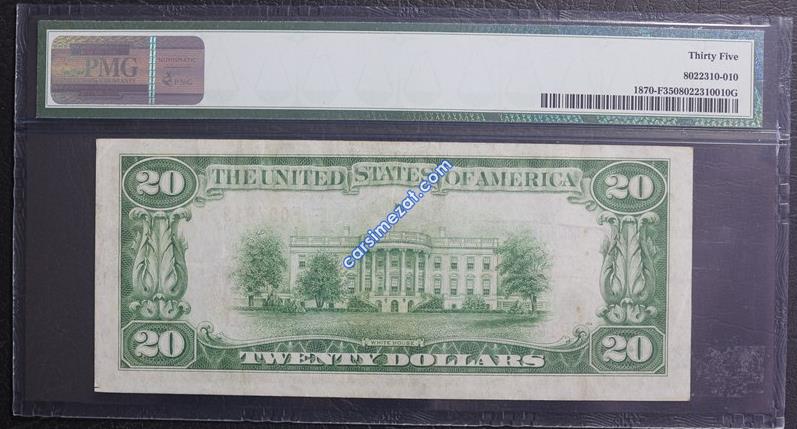 PMG
NUMISMATIC
PNG
Thirty Five
8022310-010
1870-F3508022310010G
20
THE UNITED STATES OF AMERICA
20
carsimezat.com
WHITE HOUSE
20
TWENTY DOLLARS
20